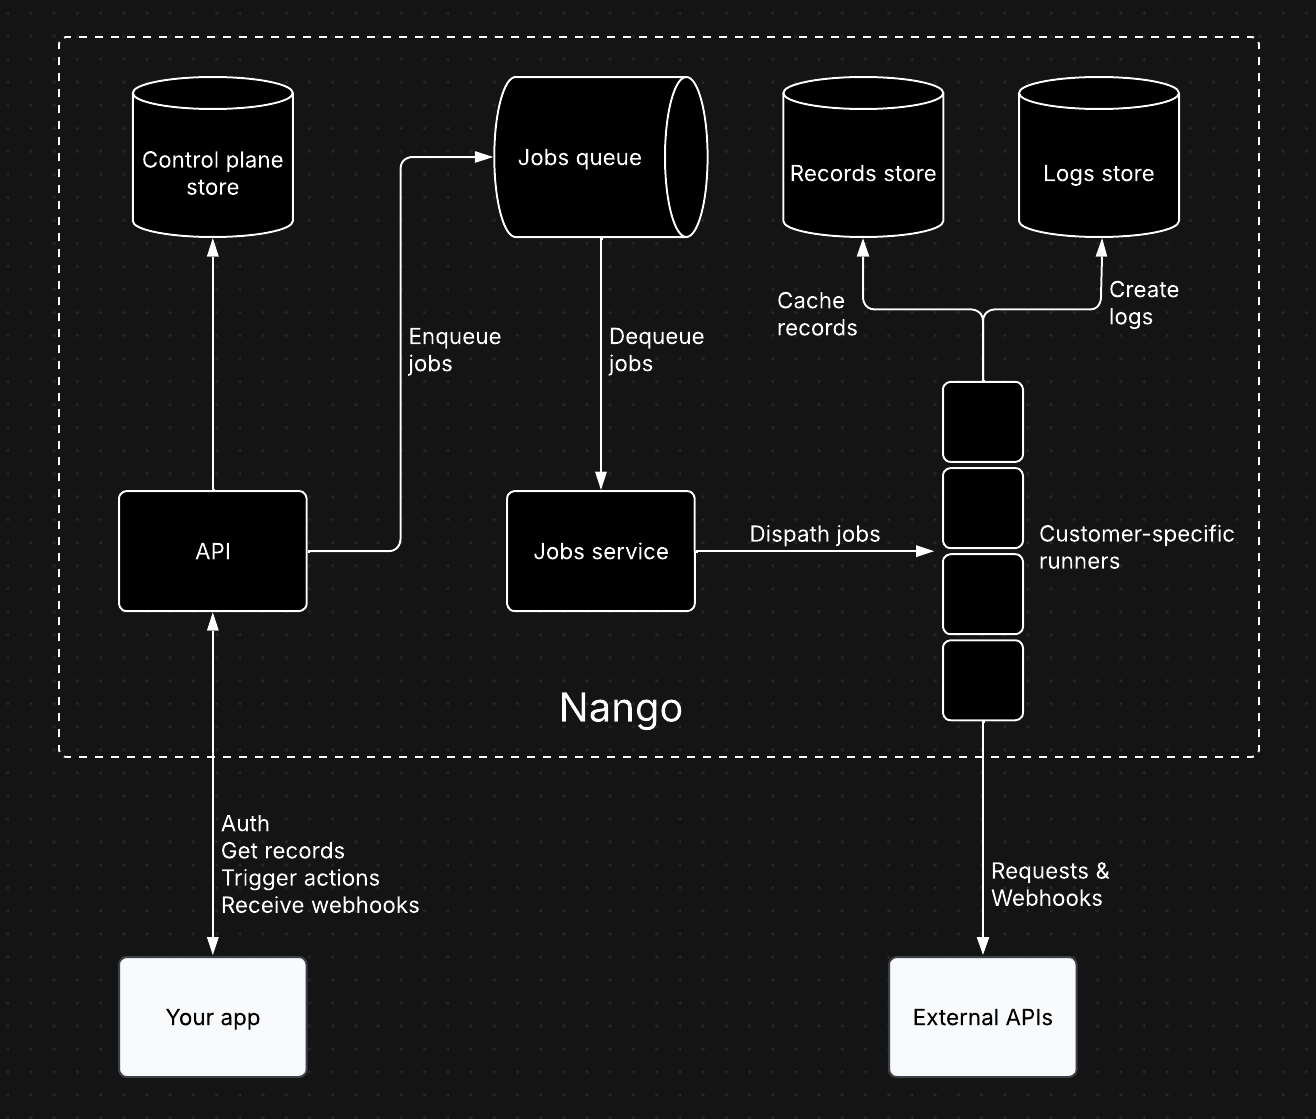 Control plane
store
Jobs queue
Records store
Logs store
Cache
records
Create
logs
Enqueue
jobs
Dequeue
jobs
API
Jobs service
Dispath jobs
Customer-specific
runners
Nango
Auth
Get records
Trigger actions
Receive webhooks
Requests &
Webhooks
Your app
External APIs